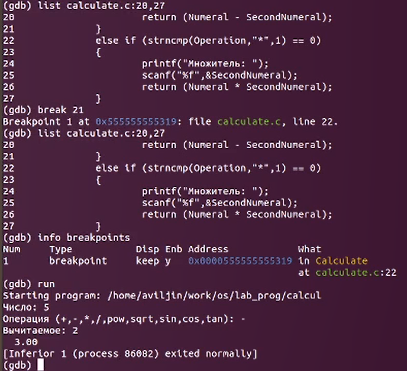 (gdb) list calculate.c:20,27
20 return (Numeral - SecondNumeral);
21 }
22 else if (strncmp(Operation,"*",1) == 0)
23 {
24 printf("Множитель: ");
25 scanf("%f",&SecondNumeral);
26 return (Numeral * SecondNumeral);
27 }
(gdb) break 21
Breakpoint 1 at 0x555555555319: file calculate.c, line 22.
(gdb) list calculate.c:20,27
20 return (Numeral - SecondNumeral);
21 }
22 else if (strncmp(Operation,"*",1) == 0)
23 {
24 printf("Множитель: ");
25 scanf("%f",&SecondNumeral);
26 return (Numeral * SecondNumeral);
27 }
(gdb) info breakpoints
Num Type Disp Enb Address What
1 breakpoint keep y 0x0000555555555319 in Calculate
at calculate.c:22
(gdb) run
Starting program: /home/aviljin/work/os/lab_prog/calcul
Число: 5
Операция (+,-,*,/,pow,sqrt,sin,cos,tan): -
Вычитаемое: 2
3.00
[Inferior 1 (process 86082) exited normally]
(gdb)